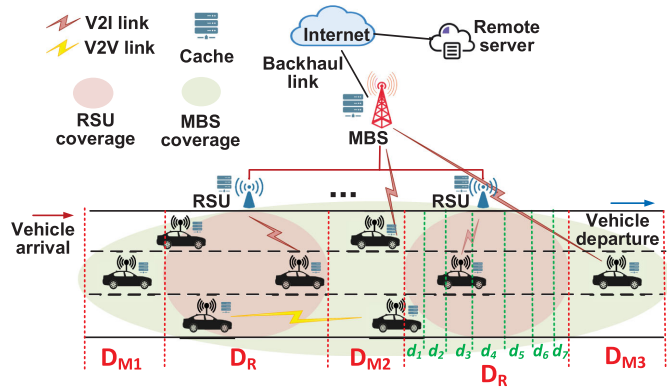 V2I link
V2V link
Cache
Internet
Remote
server
Backhaul
link
RSU
coverage
MBS
coverage
MBS
RSU
...
RSU
Vehicle
arrival
Vehicle
departure
d1 d2 d3 d4 d5 d6 d7
DM1 DR DM2 DR DM3